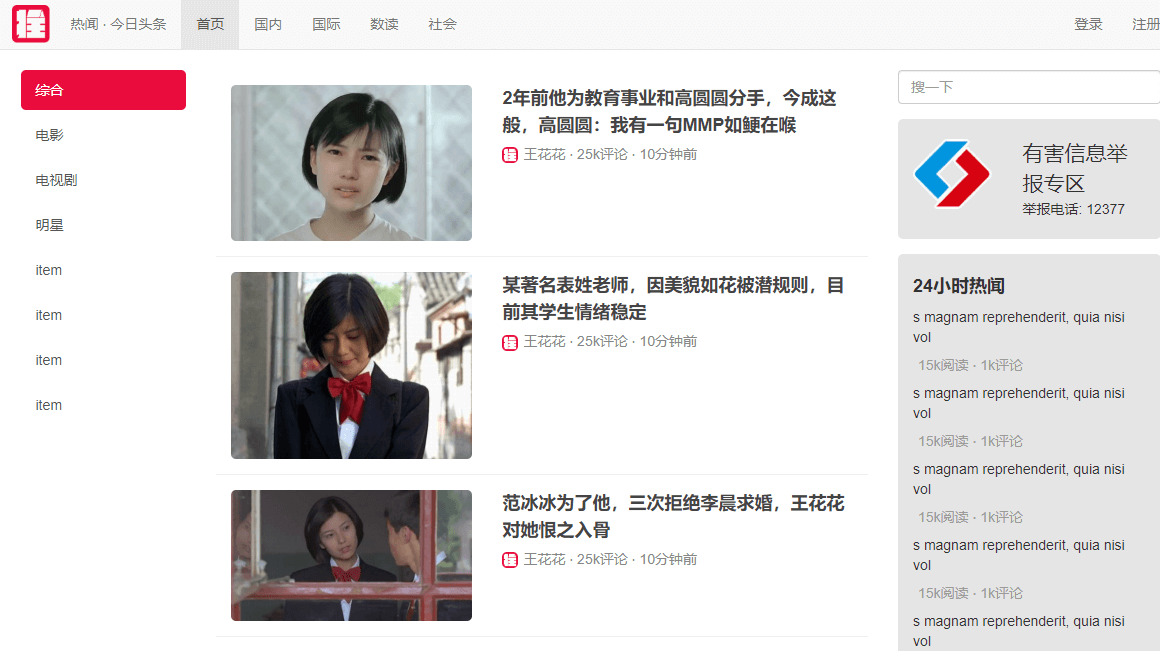 热闻 · 今日头条 首页 国内 国际 数读 社会 登录 注册
综合
电影
电视剧
明星
item
item
item
item
2年前他为教育事业和高圆圆分手，今成这
般，高圆圆：我有一句MMP如鲠在喉
王花花 · 25k评论 · 10分钟前
某著名表姓老师，因美貌如花被潜规则，目
前其学生情绪稳定
王花花 · 25k评论 · 10分钟前
范冰冰为了他，三次拒绝李晨求婚，王花花
对她恨之入骨
王花花 · 25k评论 · 10分钟前
搜一下
有害信息举
报专区
举报电话: 12377
24小时热闻
s magnam reprehenderit, quia nisi
vol
15k阅读 · 1k评论
s magnam reprehenderit, quia nisi
vol
15k阅读 · 1k评论
s magnam reprehenderit, quia nisi
vol
15k阅读 · 1k评论
s magnam reprehenderit, quia nisi
vol
15k阅读 · 1k评论
s magnam reprehenderit, quia nisi
vol